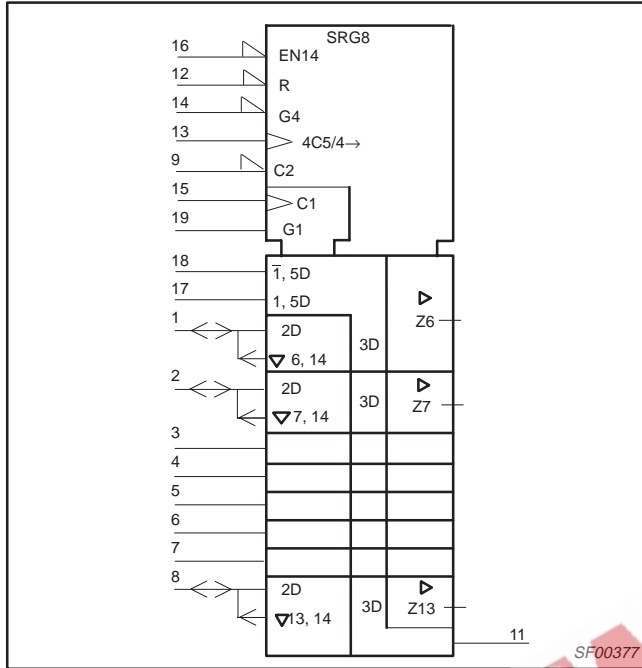 SRG8
16 EN14
12 R
14 G4
13 4C5/4→
9 C2
15 C1
19 G1
18 1̅, 5D
17 1, 5D
Z6
1 2D
3D
6, 14
2 2D 3D Z7
7, 14
3
4
5
6
7
8 2D
3D Z13
13, 14
11
SF00377